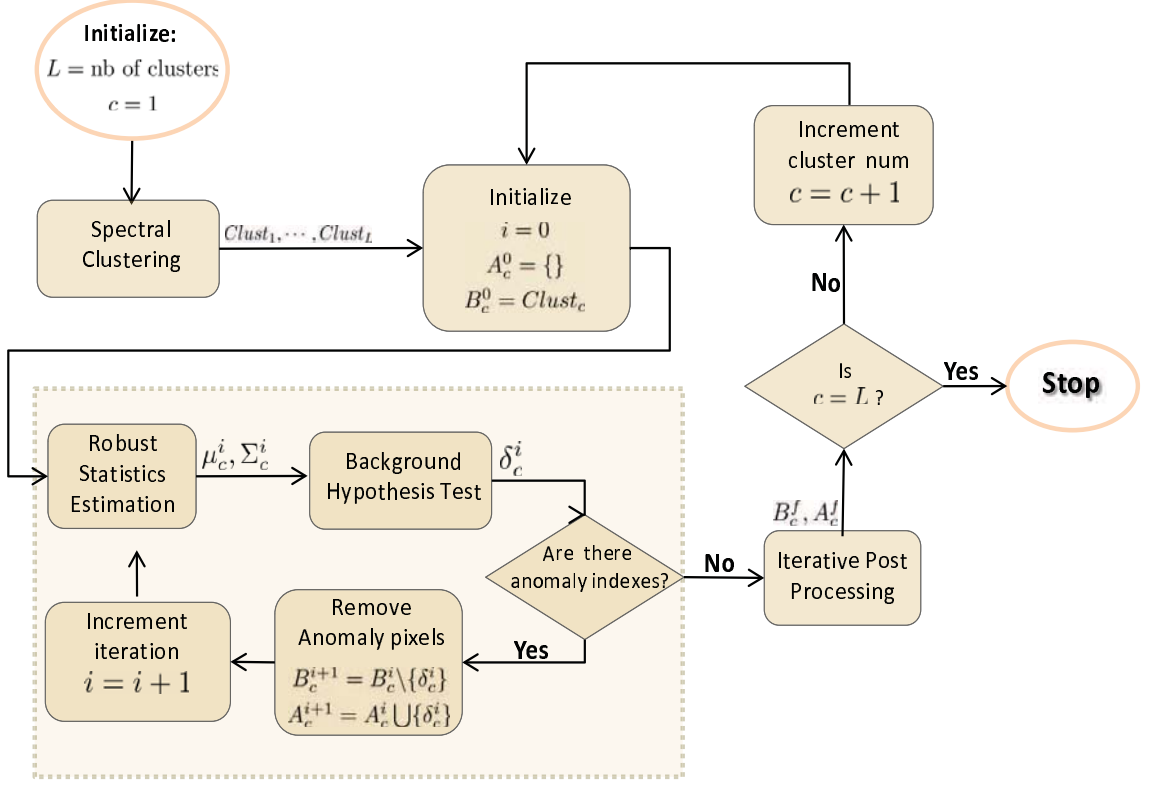 Initialize:
L = nb of clusters
c = 1
Spectral
Clustering
Clust₁, ⋯ , Clust_L
Initialize
i = 0
A_c^0 = {}
B_c^0 = Clust_c
Increment
cluster num
c = c + 1
No
Is
c = L ?
Yes
Stop
Robust
Statistics
Estimation
μ_c^i, Σ_c^i
Background
Hypothesis Test
δ_c^i
Are there
anomaly indexes?
No
B_c^f, A_c^f
Iterative Post
Processing
Yes
Remove
Anomaly pixels
B_c^{i+1} = B_c^i\{δ_c^i}
A_c^{i+1} = A_c^i ⋃{δ_c^i}
Increment
iteration
i = i + 1